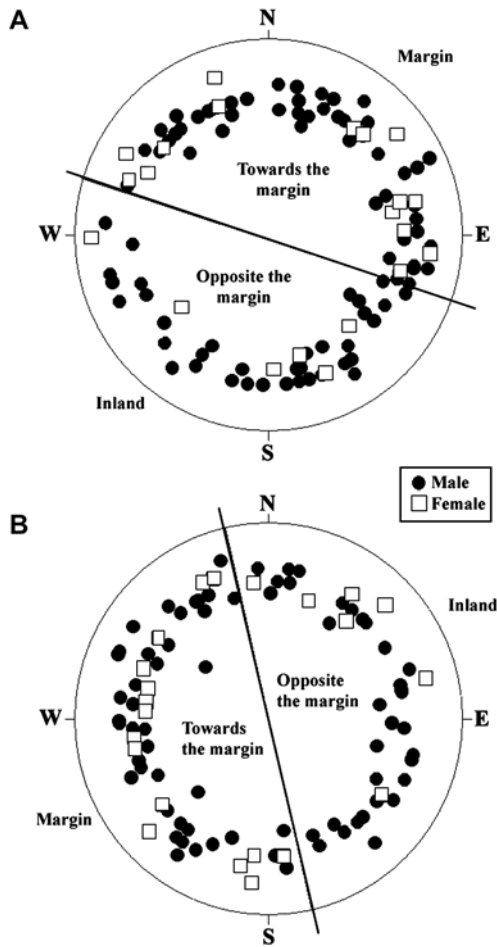 A
N
Margin
Towards the
margin
W
E
Opposite the
margin
Inland
S
Male
Female
B
N
Inland
Opposite
the margin
W
E
Towards
the margin
Margin
S